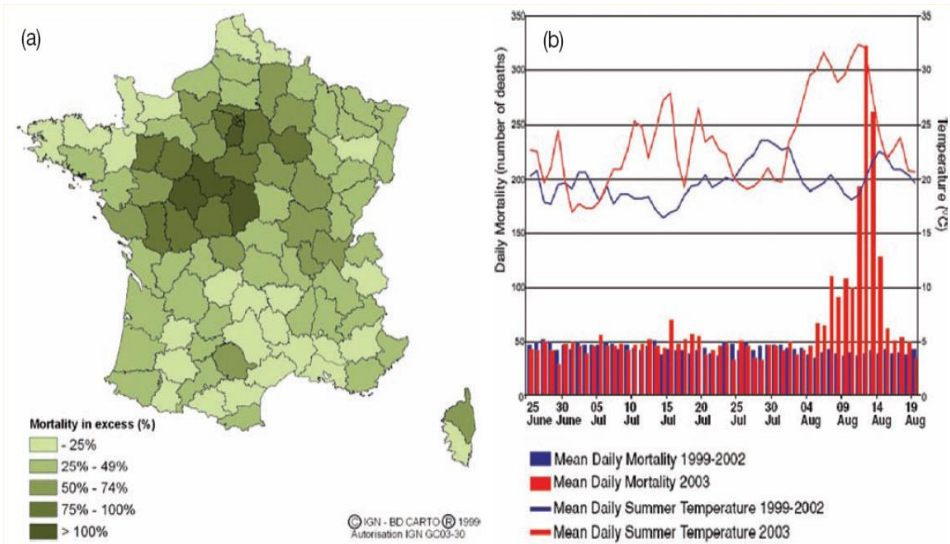 (a)
Mortality in excess (%)
- 25%
25% - 49%
50% - 74%
75% - 100%
> 100%
Ⓒ IGN - BD CARTO Ⓡ 1999
Autorisation IGN GC03-30
(b)
Daily Mortality (number of deaths)
350
300
250
200
150
100
50
0
35
30
25
20
15
10
5
0
Temperature (°C)
25 June
30 June
05 Jul
10 Jul
15 Jul
20 Jul
25 Jul
30 Jul
04 Aug
09 Aug
14 Aug
19 Aug
Mean Daily Mortality 1999-2002
Mean Daily Mortality 2003
Mean Daily Summer Temperature 1999-2002
Mean Daily Summer Temperature 2003